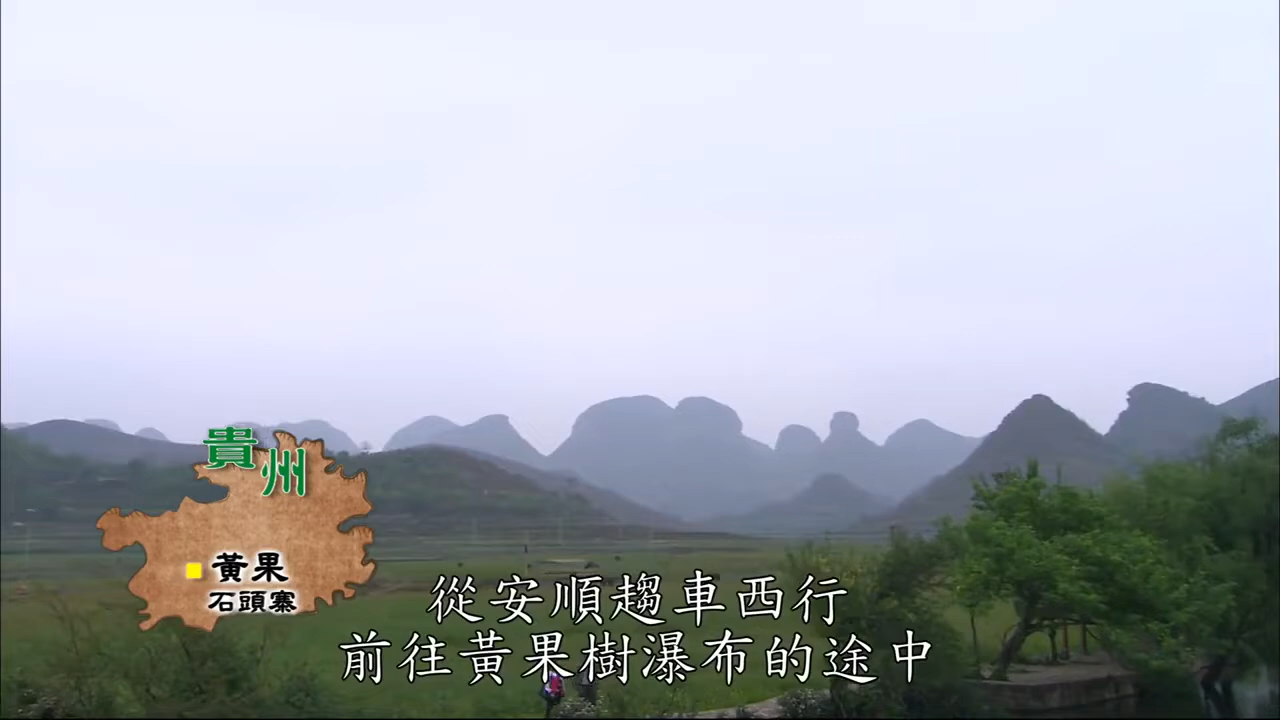 貴州
黃果
石頭寨
從安順趨車西行
前往黃果樹瀑布的途中